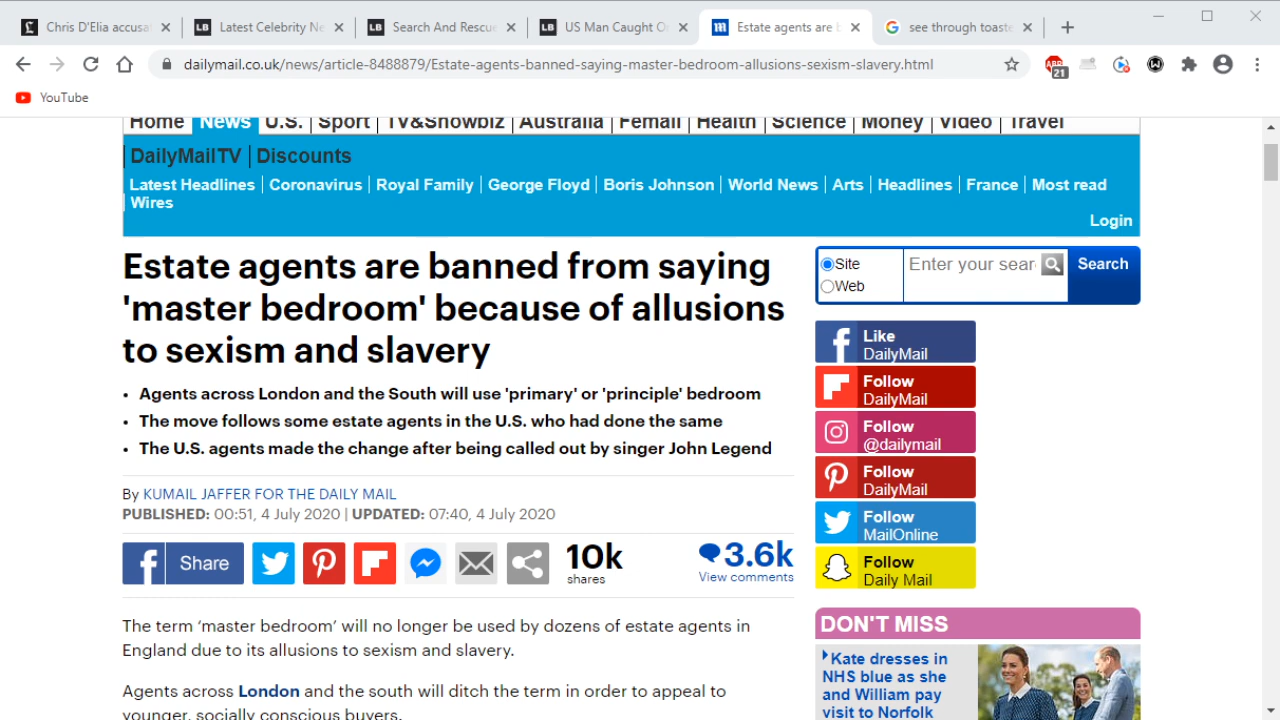 Chris D'Elia accusa
Latest Celebrity Ne
Search And Rescue
US Man Caught O
Estate agents are b
see through toaste
dailymail.co.uk/news/article-8488879/Estate-agents-banned-saying-master-bedroom-allusions-sexism-slavery.html
ABP
21
YouTube
Home News U.S. Sport TV&Showbiz Australia Femail Health Science Money Video Travel
DailyMailTV Discounts
Latest Headlines Coronavirus Royal Family George Floyd Boris Johnson World News Arts Headlines France Most read
Wires
Login
Estate agents are banned from saying
'master bedroom' because of allusions
to sexism and slavery
• Agents across London and the South will use 'primary' or 'principle' bedroom
• The move follows some estate agents in the U.S. who had done the same
• The U.S. agents made the change after being called out by singer John Legend
By KUMAIL JAFFER FOR THE DAILY MAIL
PUBLISHED: 00:51, 4 July 2020 | UPDATED: 07:40, 4 July 2020
Share
10k
shares
3.6k
View comments
The term ‘master bedroom’ will no longer be used by dozens of estate agents in
England due to its allusions to sexism and slavery.
Agents across London and the south will ditch the term in order to appeal to
younger, socially conscious buyers.
Site
Web
Enter your sear
Search
Like
DailyMail
Follow
DailyMail
Follow
@dailymail
Follow
DailyMail
Follow
MailOnline
Follow
Daily Mail
DON'T MISS
Kate dresses in
NHS blue as she
and William pay
visit to Norfolk